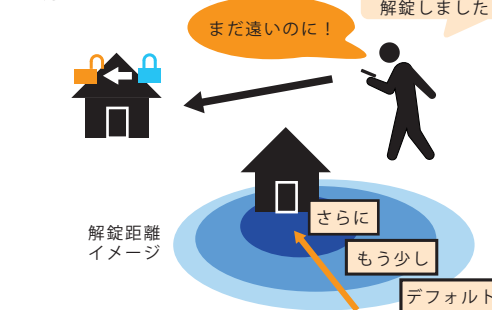 解錠しました
まだ遠いのに！
さらに
解錠距離
イメージ
もう少し
デフォルト